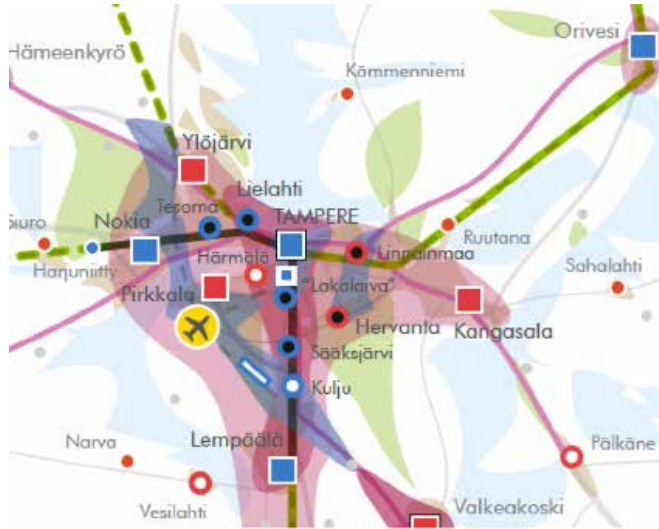 Orivesi
Hämeenkyrö
Kämmenniemi
Ylöjärvi
Lielahti
Tesoma
TAMPERE
Nokia
Linnainmaa
Ruutana
Harjuniitty
Härmälä
Sahalahti
Pirkkala
"Lakalaiva"
Hervanta
Kangasala
Sääksjärvi
Kulju
Narva
Lempäälä
Pälkäne
Vesilahti
Valkeakoski